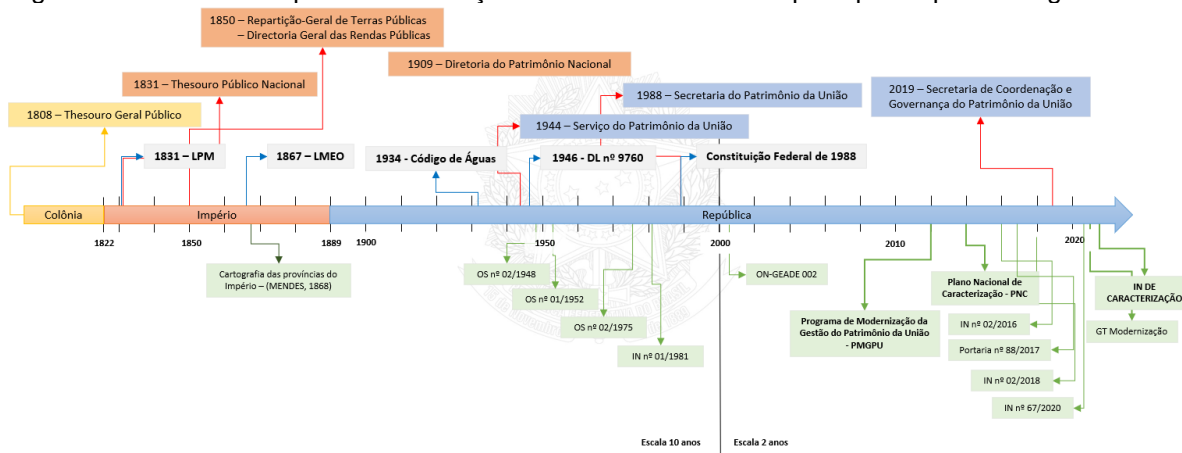 1850 – Repartição-Geral de Terras Públicas
– Directoria Geral das Rendas Públicas
1909 – Diretoria do Patrimônio Nacional
1831 – Thesouro Público Nacional
1988 – Secretaria do Patrimônio da União
2019 – Secretaria de Coordenação e
Governança do Patrimônio da União
1808 – Thesouro Geral Público
1944 – Serviço do Patrimônio da União
1831 – LPM
1867 – LMEO
1934 - Código de Águas
1946 - DL nº 9760
Constituição Federal de 1988
Colônia
Império
República
1822
1850
1889
1900
1950
2000
2010
2020
Cartografia das províncias do
Império – (MENDES, 1868)
OS nº 02/1948
OS nº 01/1952
OS nº 02/1975
IN nº 01/1981
ON-GEADE 002
Programa de Modernização da
Gestão do Patrimônio da União
- PMGPU
Plano Nacional de
Caracterização - PNC
IN nº 02/2016
Portaria nº 88/2017
IN nº 02/2018
IN nº 67/2020
IN DE
CARACTERIZAÇÃO
GT Modernização
Escala 10 anos
Escala 2 anos